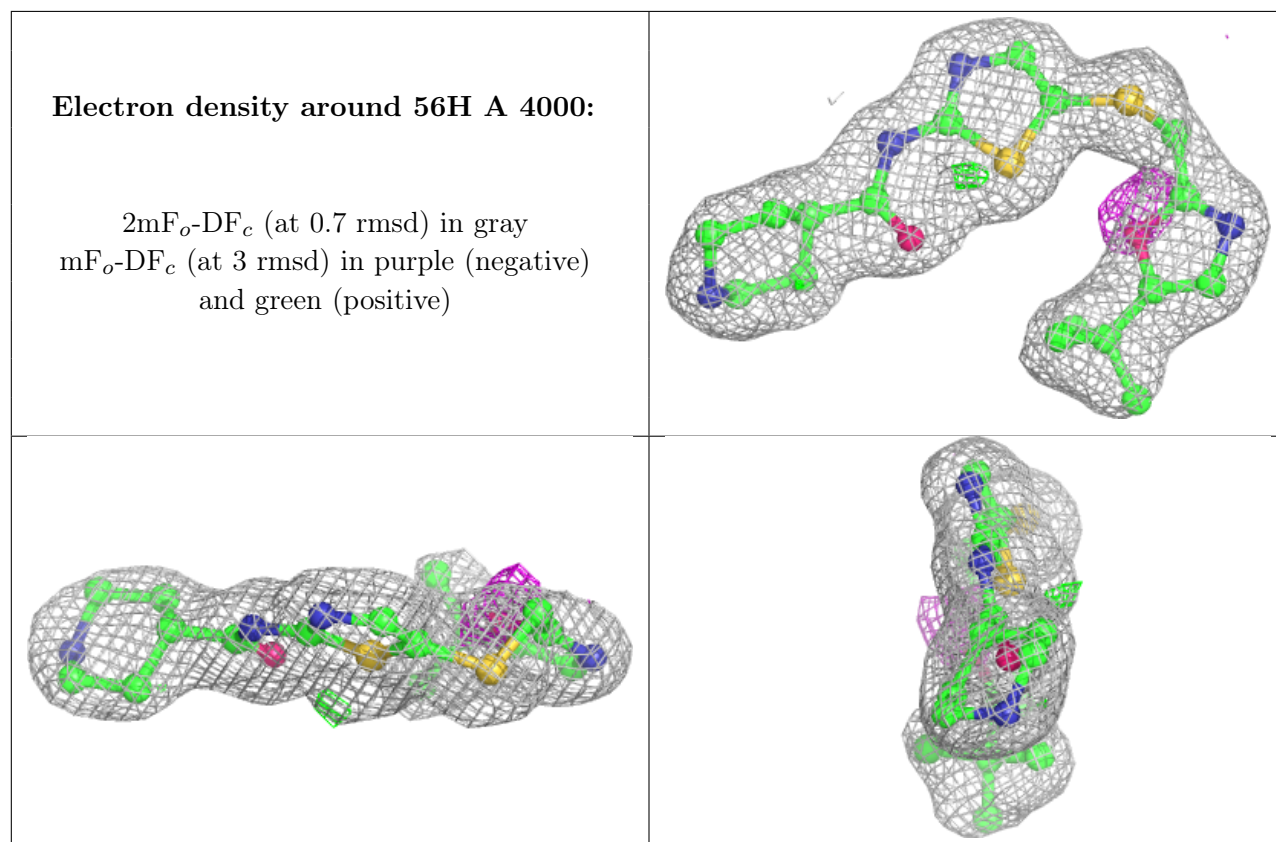 Electron density around 56H A 4000:
2mFo-DFc (at 0.7 rmsd) in gray
mFo-DFc (at 3 rmsd) in purple (negative)
and green (positive)